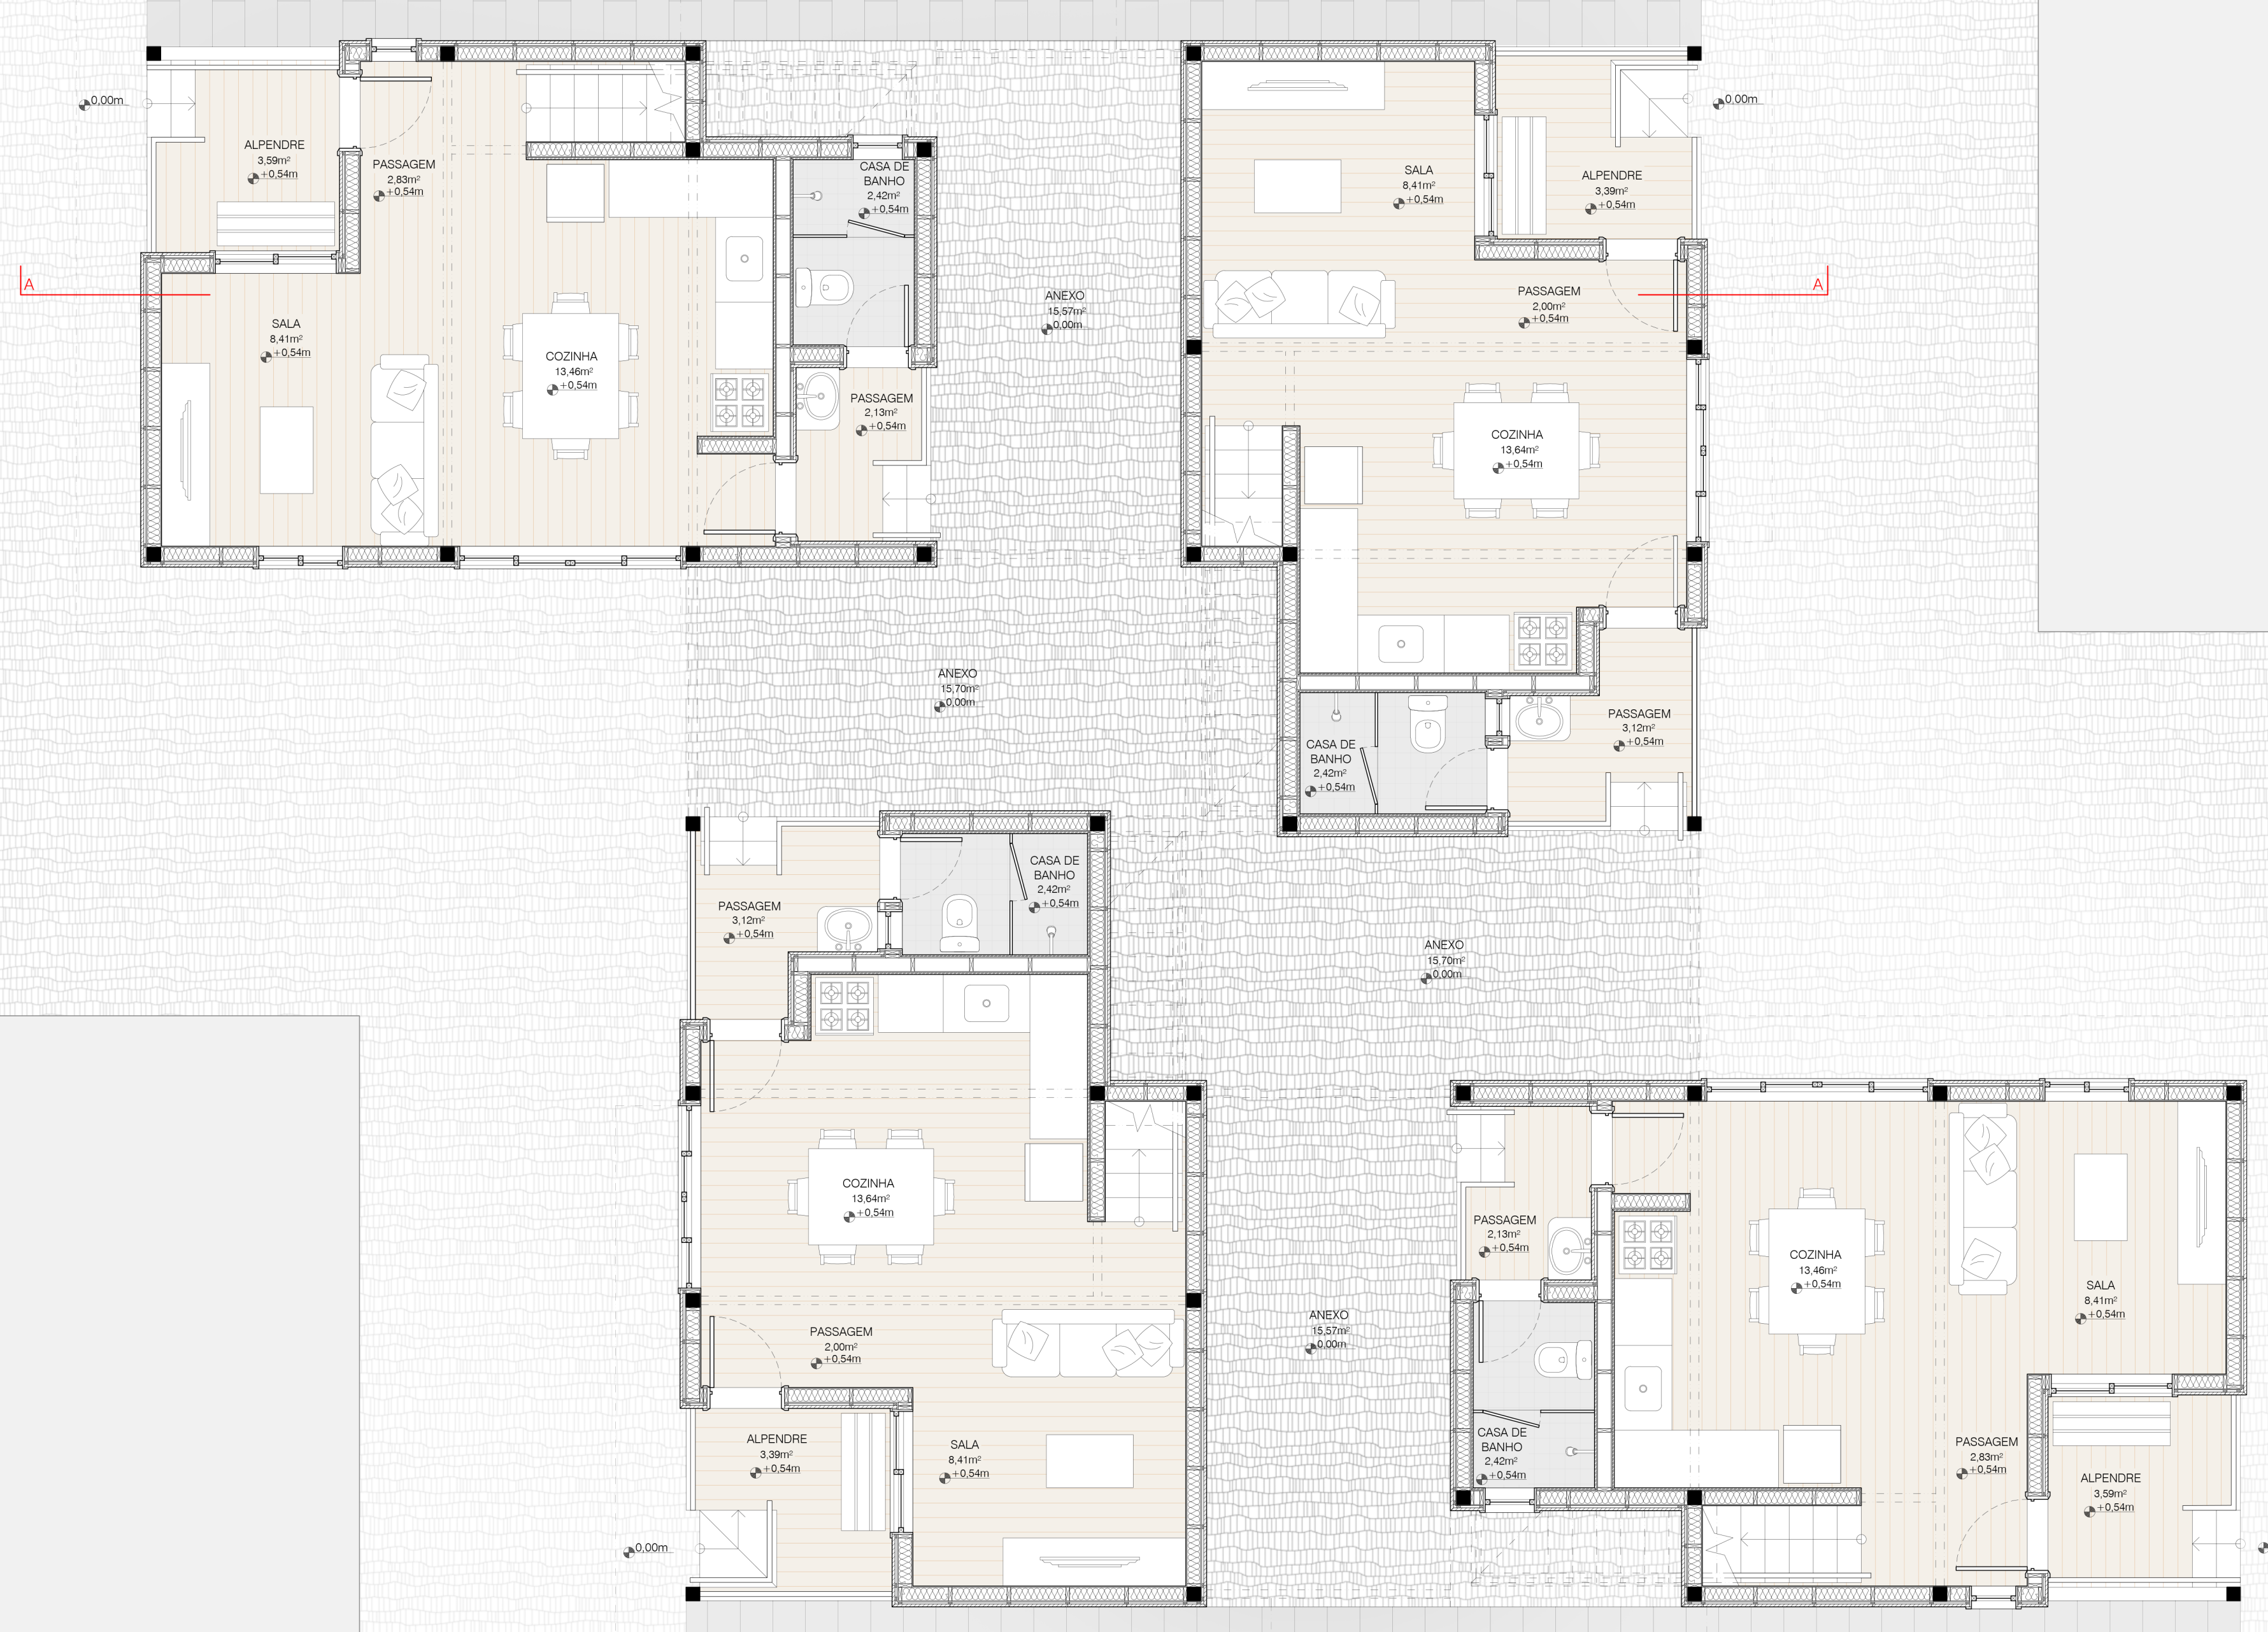 0,00m
ALPENDRE
3,59m²
+0,54m
PASSAGEM
2,83m²
+0,54m
CASA DE
BANHO
2,42m²
+0,54m
A
SALA
8,41m²
+0,54m
COZINHA
13,46m²
+0,54m
PASSAGEM
2,13m²
+0,54m
ANEXO
15,57m²
0,00m
SALA
8,41m²
+0,54m
ALPENDRE
3,39m²
+0,54m
0,00m
PASSAGEM
2,00m²
+0,54m
A
COZINHA
13,64m²
+0,54m
PASSAGEM
3,12m²
+0,54m
CASA DE
BANHO
2,42m²
+0,54m
ANEXO
15,70m²
0,00m
CASA DE
BANHO
2,42m²
+0,54m
PASSAGEM
3,12m²
+0,54m
COZINHA
13,64m²
+0,54m
PASSAGEM
2,00m²
+0,54m
ALPENDRE
3,39m²
+0,54m
SALA
8,41m²
+0,54m
0,00m
ANEXO
15,70m²
0,00m
ANEXO
15,57m²
0,00m
PASSAGEM
2,13m²
+0,54m
COZINHA
13,46m²
+0,54m
SALA
8,41m²
+0,54m
CASA DE
BANHO
2,42m²
+0,54m
PASSAGEM
2,83m²
+0,54m
ALPENDRE
3,59m²
+0,54m